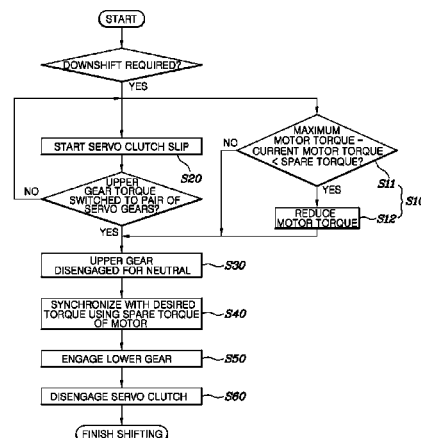 START
DOWNSHIFT REQUIRED?
YES
START SERVO CLUTCH SLIP
S20
NO
MAXIMUM
MOTOR TORQUE -
CURRENT MOTOR TORQUE
< SPARE TORQUE?
S11
YES
REDUCE
MOTOR TORQUE
S12
S10
NO
UPPER
GEAR TORQUE
SWITCHED TO PAIR OF
SERVO GEARS?
YES
UPPER GEAR
DISENGAGED FOR NEUTRAL
S30
SYNCHRONIZE WITH DESIRED
TORQUE USING SPARE TORQUE
OF MOTOR
S40
ENGAGE LOWER GEAR
S50
DISENGAGE SERVO CLUTCH
S60
FINISH SHIFTING